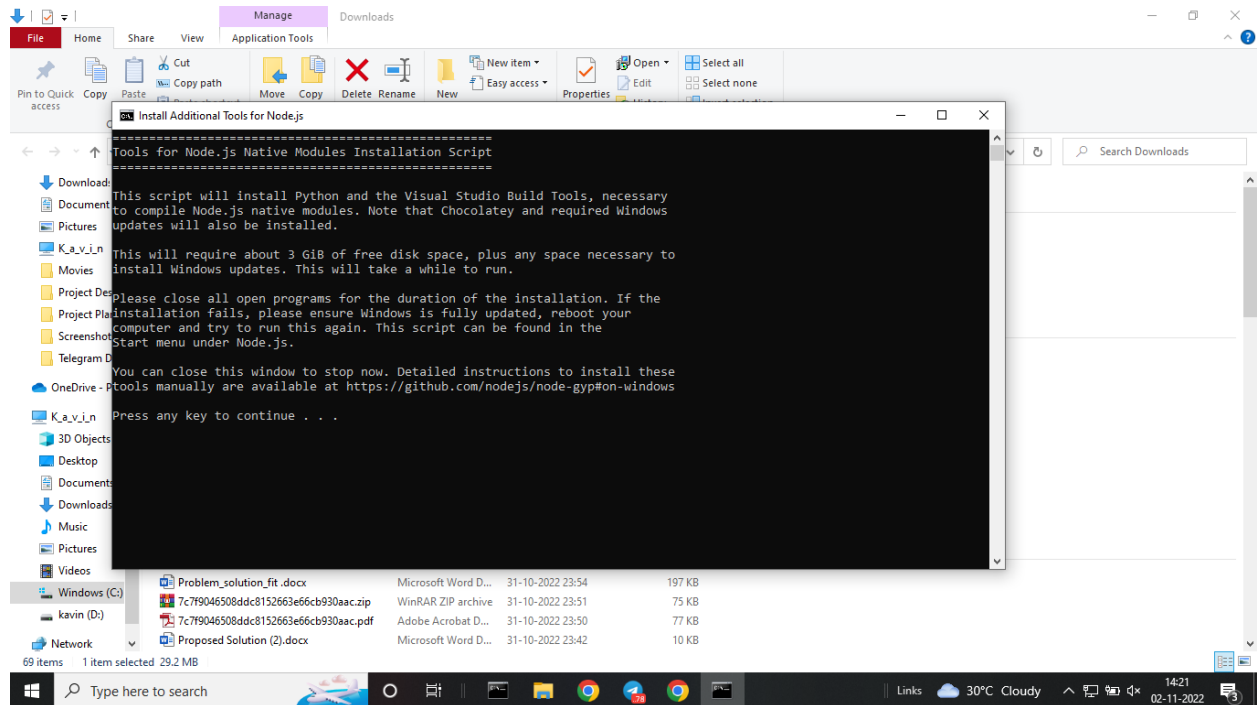 Manage
Downloads
File
Home
Share
View
Application Tools
Pin to Quick access
Copy
Paste
Cut
Copy path
Move
Copy
Delete
Rename
New
New item
Easy access
Properties
Open
Edit
Select all
Select none
Install Additional Tools for Node.js
====================================================
Tools for Node.js Native Modules Installation Script
====================================================
This script will install Python and the Visual Studio Build Tools, necessary
to compile Node.js native modules. Note that Chocolatey and required Windows
updates will also be installed.
This will require about 3 GiB of free disk space, plus any space necessary to
install Windows updates. This will take a while to run.
Please close all open programs for the duration of the installation. If the
installation fails, please ensure Windows is fully updated, reboot your
computer and try to run this again. This script can be found in the
Start menu under Node.js.
You can close this window to stop now. Detailed instructions to install these
tools manually are available at https://github.com/nodejs/node-gyp#on-windows
Press any key to continue . . .
Search Downloads
Download
Document
Pictures
K_a_v_i_n
Movies
Project Des
Project Pla
Screenshot
Telegram D
OneDrive - P
K_a_v_i_n
3D Objects
Desktop
Documents
Downloads
Music
Pictures
Videos
Windows (C:)
kavin (D:)
Network
Problem_solution_fit .docx Microsoft Word D... 31-10-2022 23:54 197 KB
7c7f9046508ddc8152663e66cb930aac.zip WinRAR ZIP archive 31-10-2022 23:51 75 KB
7c7f9046508ddc8152663e66cb930aac.pdf Adobe Acrobat D... 31-10-2022 23:50 77 KB
Proposed Solution (2).docx Microsoft Word D... 31-10-2022 23:42 10 KB
69 items 1 item selected 29.2 MB
Type here to search
78
Links
30°C Cloudy
14:21
02-11-2022
3